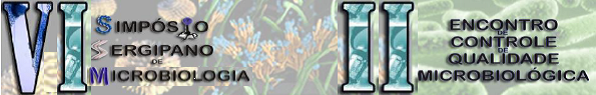 VI SIMPÓSIO
SERGIPANO
DE
MICROBIOLOGIA
II ENCONTRO
DE
CONTROLE
DE
QUALIDADE
MICROBIOLÓGICA